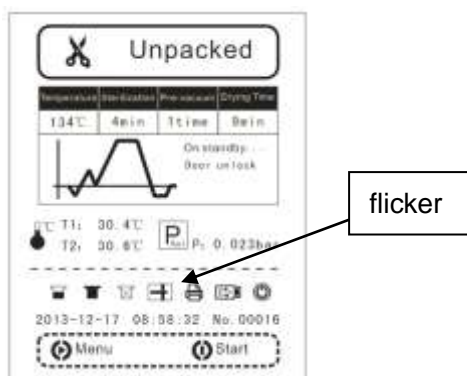 Unpacked
Temperature Sterilization Pre-vacuum Drying Time
134℃ 4min 1time 8min
On standby...
Door unlock
℃ T1: 30.4℃
T2: 30.6℃ P P: 0.023bar
flicker
2013-12-17 08:58:32 No.00016
Menu Start